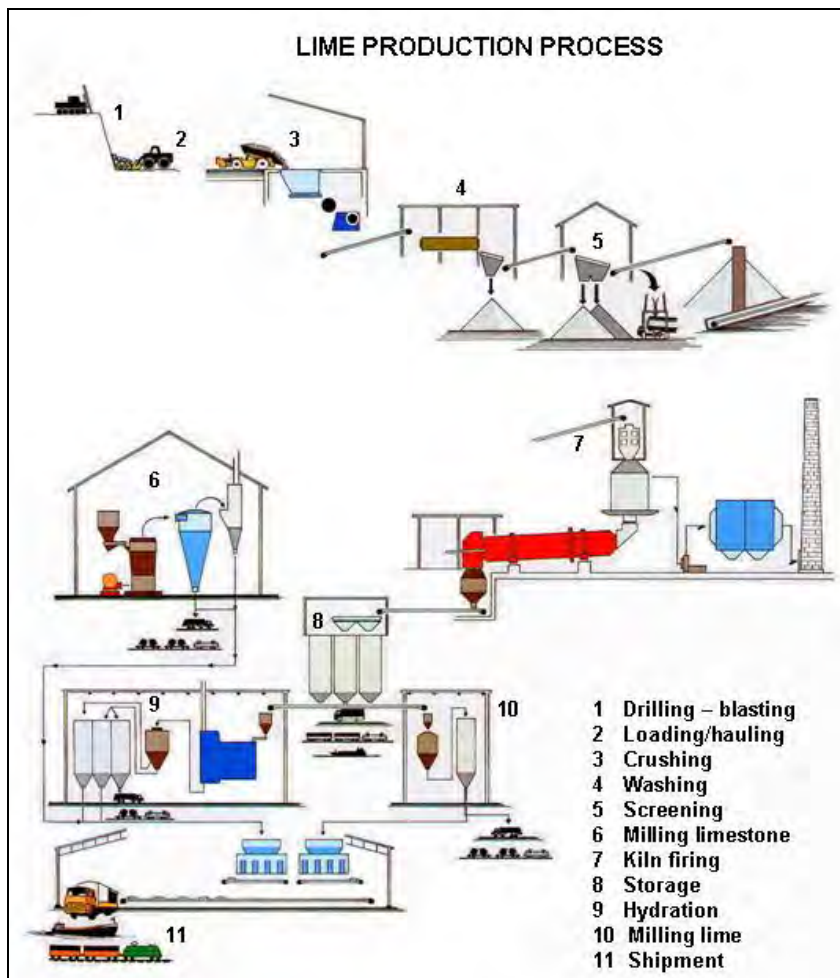 LIME PRODUCTION PROCESS
1
2
3
4
5
6
7
8
9
10
11
1 Drilling – blasting
2 Loading/hauling
3 Crushing
4 Washing
5 Screening
6 Milling limestone
7 Kiln firing
8 Storage
9 Hydration
10 Milling lime
11 Shipment